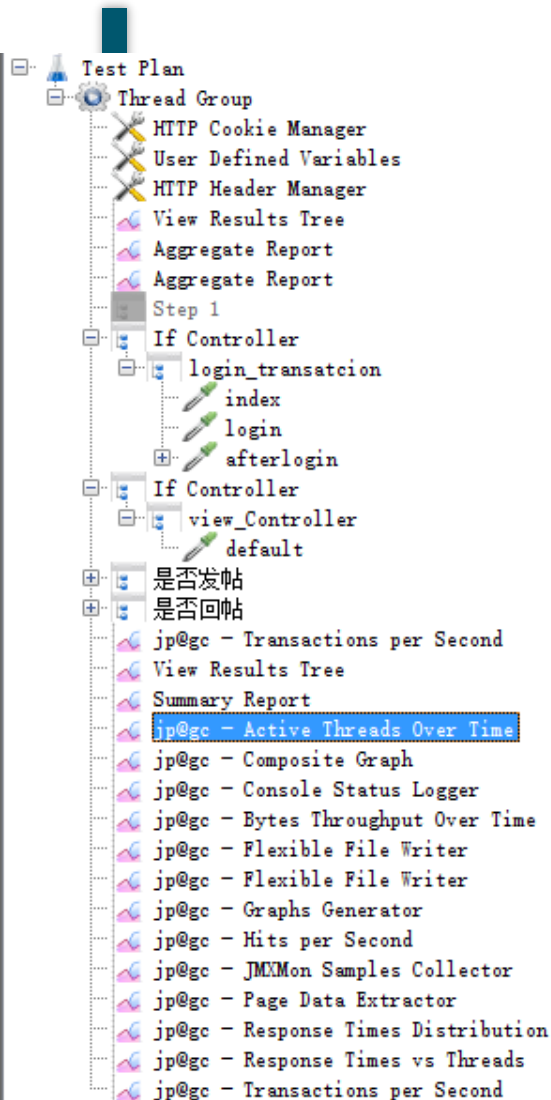 Test Plan
Thread Group
HTTP Cookie Manager
User Defined Variables
HTTP Header Manager
View Results Tree
Aggregate Report
Aggregate Report
Step 1
If Controller
login_transatcion
index
login
afterlogin
If Controller
view_Controller
default
是否发帖
是否回帖
jp@gc - Transactions per Second
View Results Tree
Summary Report
jp@gc - Active Threads Over Time
jp@gc - Composite Graph
jp@gc - Console Status Logger
jp@gc - Bytes Throughput Over Time
jp@gc - Flexible File Writer
jp@gc - Flexible File Writer
jp@gc - Graphs Generator
jp@gc - Hits per Second
jp@gc - JMXMon Samples Collector
jp@gc - Page Data Extractor
jp@gc - Response Times Distribution
jp@gc - Response Times vs Threads
jp@gc - Transactions per Second